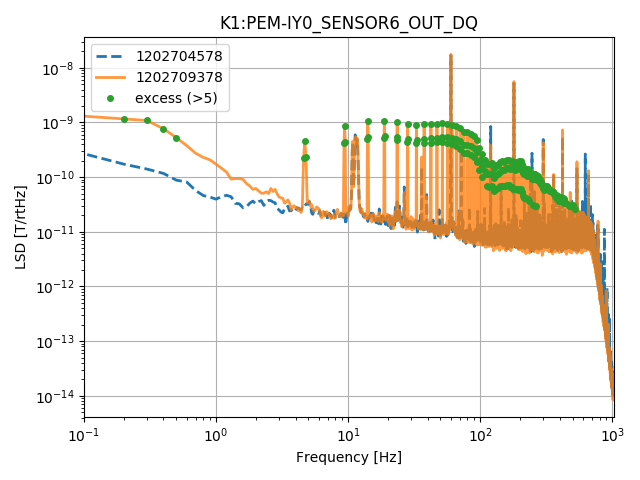 K1:PEM-IY0_SENSOR6_OUT_DQ
1202704578
1202709378
excess (>5)
LSD [T/rtHz]
10⁻⁸
10⁻⁹
10⁻¹⁰
10⁻¹¹
10⁻¹²
10⁻¹³
10⁻¹⁴
10⁻¹ 10⁰ 10¹ 10² 10³
Frequency [Hz]